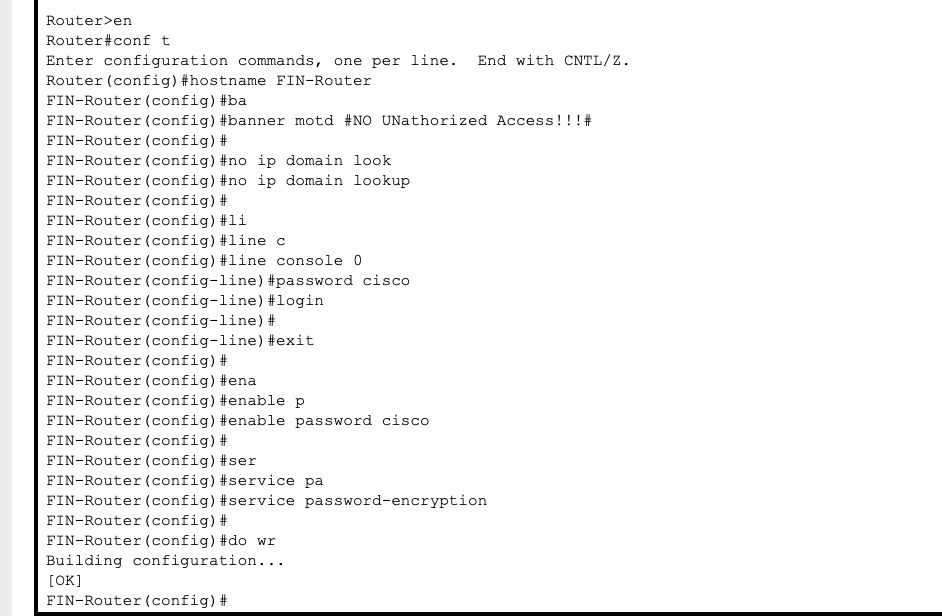 Router>en
Router#conf t
Enter configuration commands, one per line.  End with CNTL/Z.
Router(config)#hostname FIN-Router
FIN-Router(config)#ba
FIN-Router(config)#banner motd #NO UNathorized Access!!!#
FIN-Router(config)#
FIN-Router(config)#no ip domain look
FIN-Router(config)#no ip domain lookup
FIN-Router(config)#
FIN-Router(config)#li
FIN-Router(config)#line c
FIN-Router(config)#line console 0
FIN-Router(config-line)#password cisco
FIN-Router(config-line)#login
FIN-Router(config-line)#
FIN-Router(config-line)#exit
FIN-Router(config)#
FIN-Router(config)#ena
FIN-Router(config)#enable p
FIN-Router(config)#enable password cisco
FIN-Router(config)#
FIN-Router(config)#ser
FIN-Router(config)#service pa
FIN-Router(config)#service password-encryption
FIN-Router(config)#
FIN-Router(config)#do wr
Building configuration...
[OK]
FIN-Router(config)#